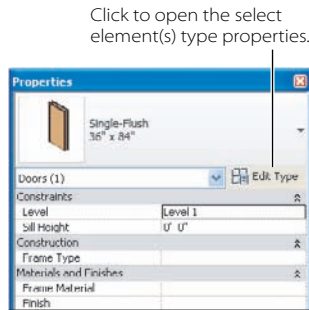 Click to open the select
element(s) type properties.
Properties
Single-Flush
36" x 84"
Doors (1)
Edit Type
Constraints
Level
Level 1
Sill Height
0' 0"
Construction
Frame Type
Materials and Finishes
Frame Material
Finish